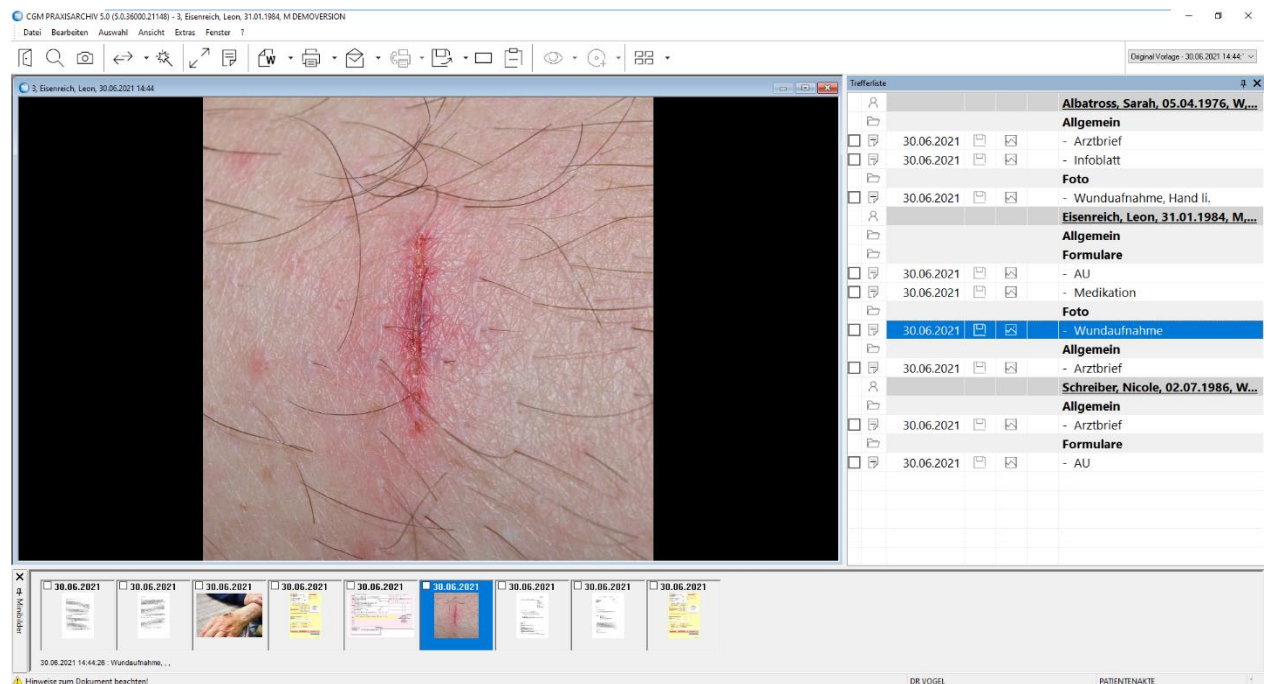 CGM PRAXISARCHIV 5.0 (5.0.36000.21148) - 3, Eisenreich, Leon, 31.01.1984, M DEMOVERSION
Datei Bearbeiten Auswahl Ansicht Extras Fenster ?
W
Original Vorlage - 30.06.2021 14:44:'
3, Eisenreich, Leon, 30.06.2021 14:44
Trefferliste
Albatross, Sarah, 05.04.1976, W,...
Allgemein
30.06.2021 - Arztbrief
30.06.2021 - Infoblatt
Foto
30.06.2021 - Wunduafnahme, Hand li.
Eisenreich, Leon, 31.01.1984, M,...
Allgemein
Formulare
30.06.2021 - AU
30.06.2021 - Medikation
Foto
30.06.2021 - Wundaufnahme
Allgemein
30.06.2021 - Arztbrief
Schreiber, Nicole, 02.07.1986, W...
Allgemein
30.06.2021 - Arztbrief
Formulare
30.06.2021 - AU
Minibilder
30.06.2021 30.06.2021 30.06.2021 30.06.2021 30.06.2021 30.06.2021 30.06.2021 30.06.2021 30.06.2021
30.06.2021 14:44:26 : Wundaufnahme, , ,
Hinweise zum Dokument beachten! DR VOGEL PATIENTENAKTE